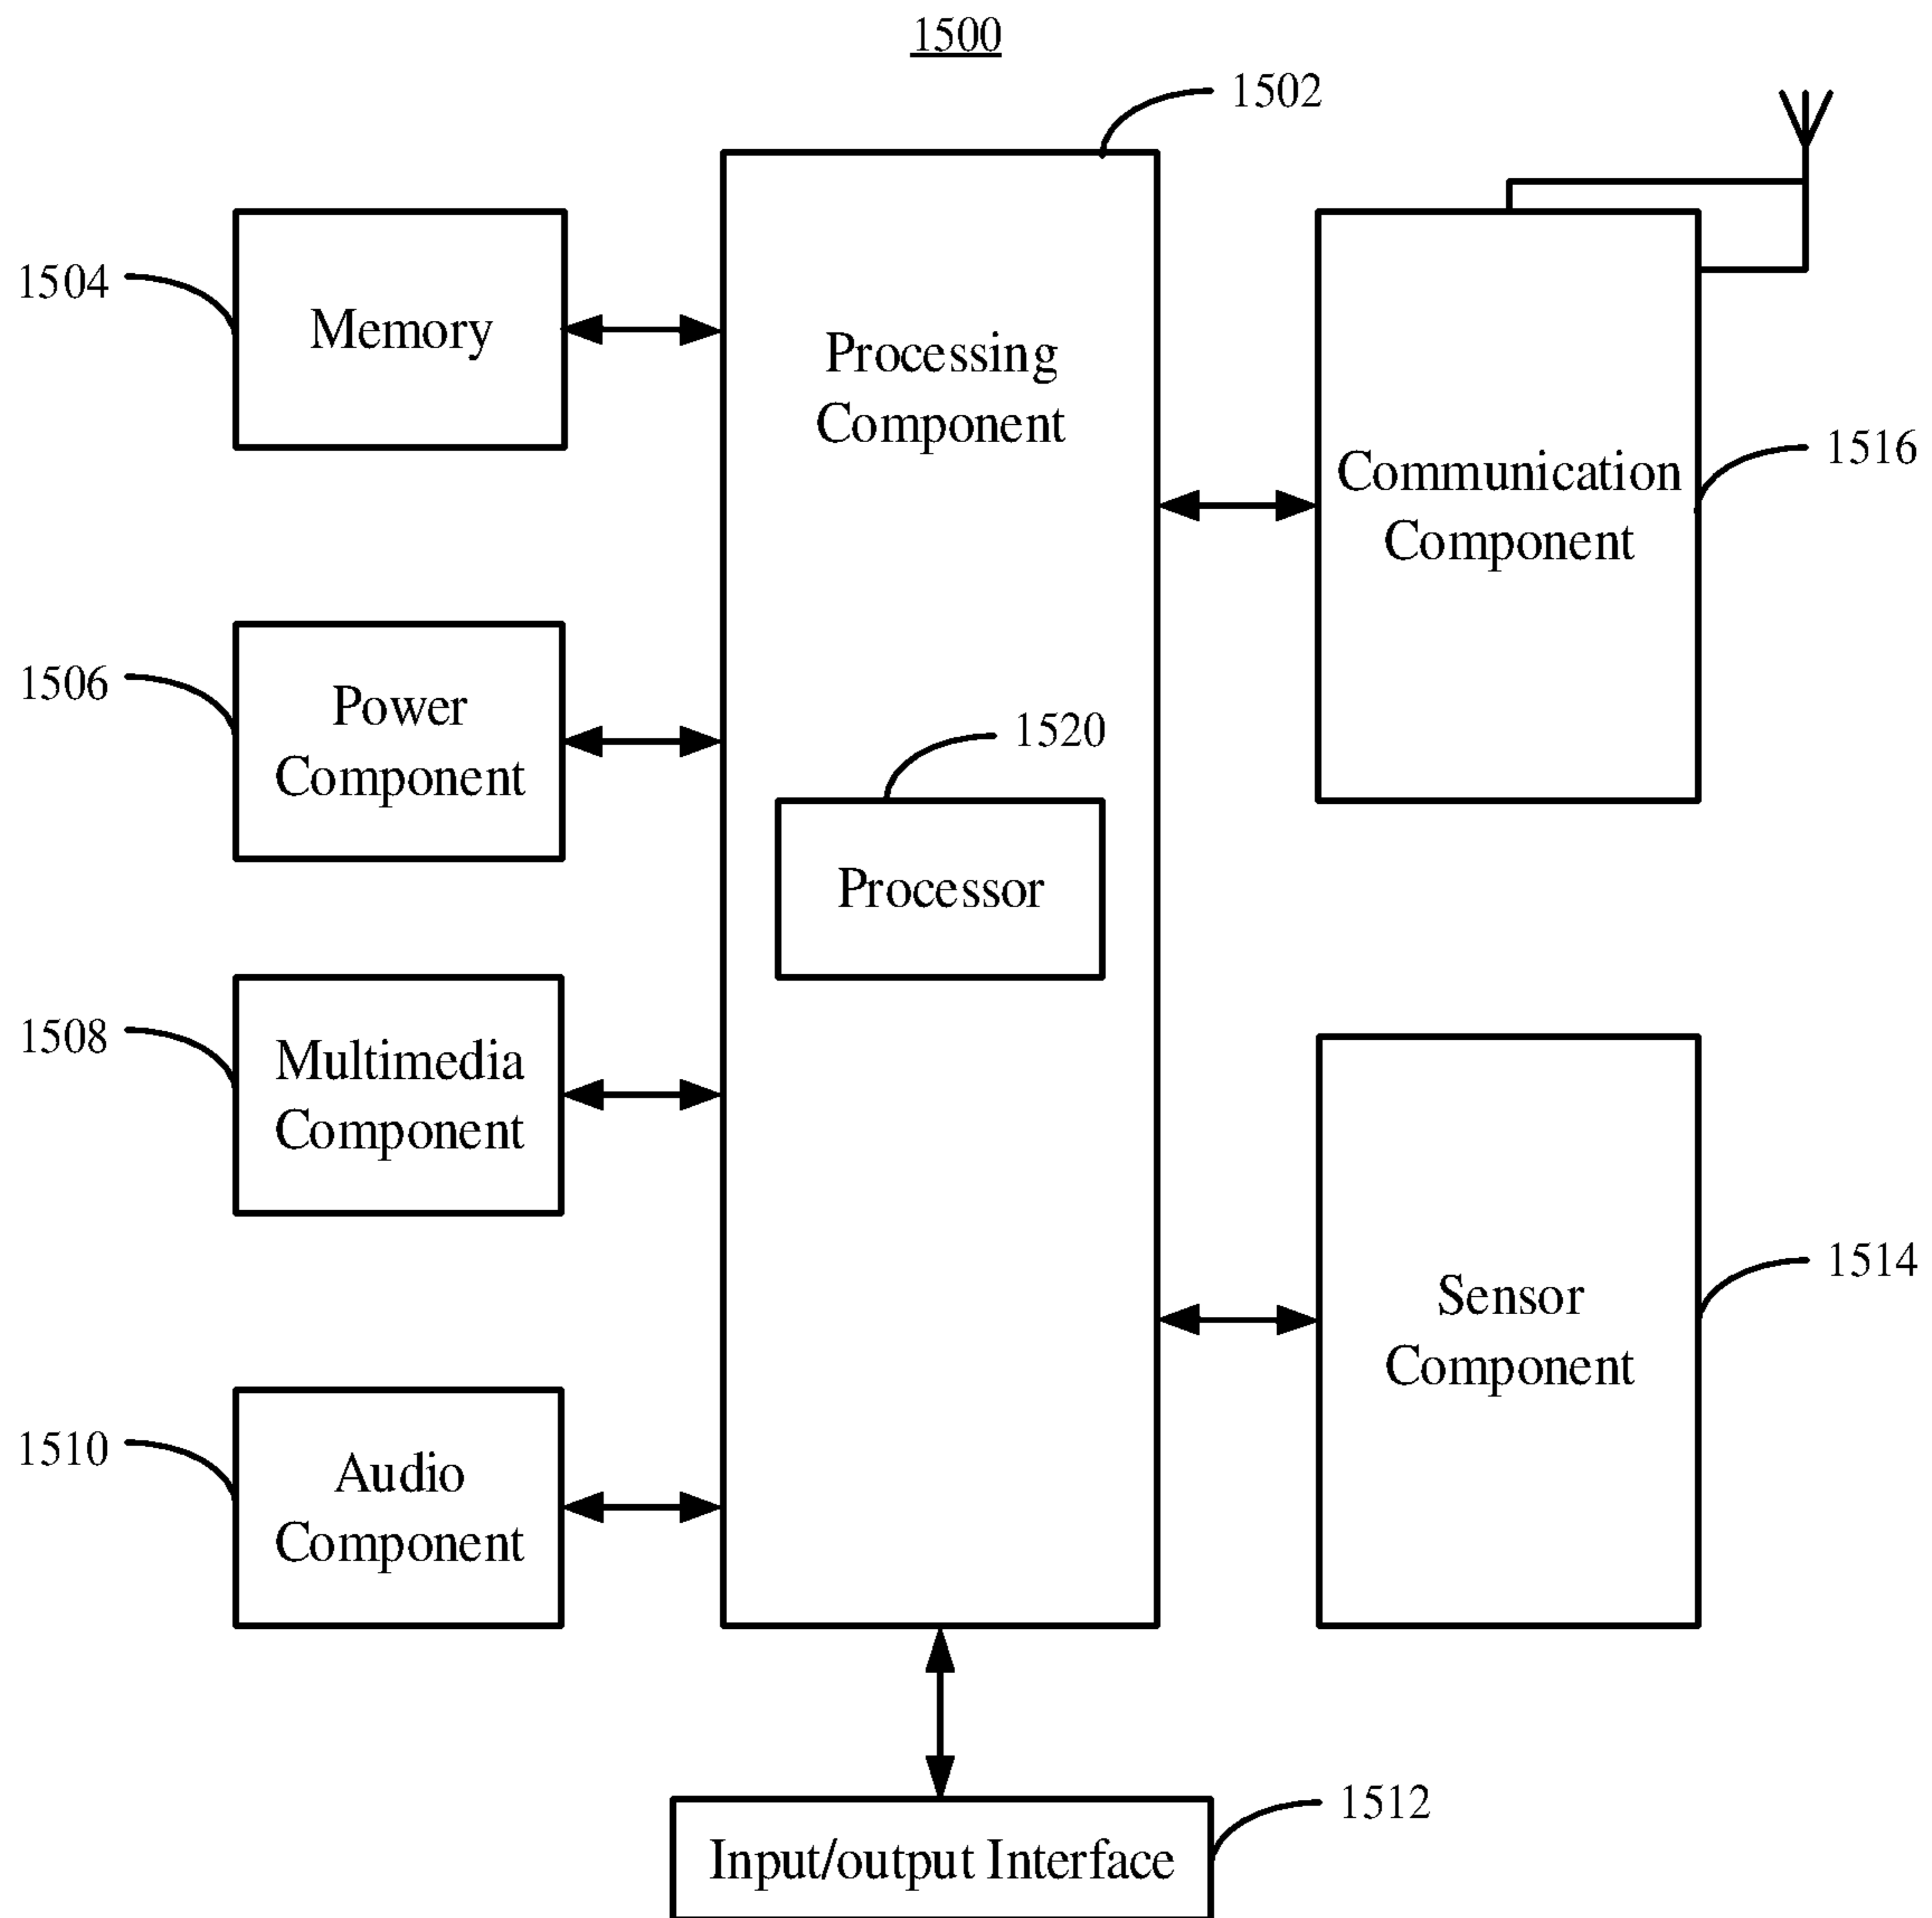 1500
1502
1504
Memory
Processing
Component
Communication
Component
1516
1506
Power
Component
1520
Processor
1508
Multimedia
Component
Sensor
Component
1514
1510
Audio
Component
1512
Input/output Interface